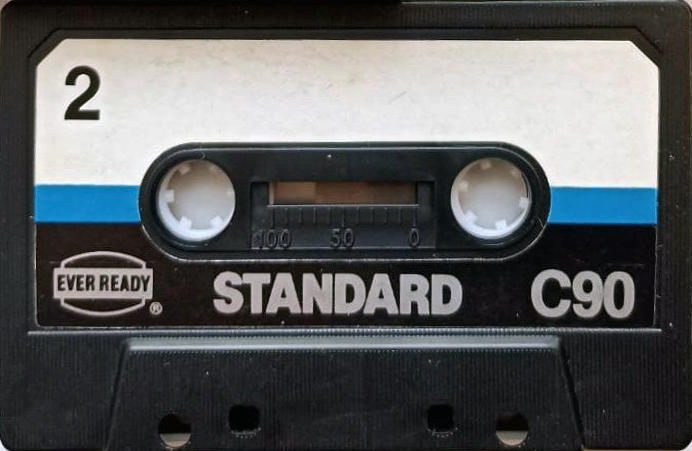 2
100 50 0
EVER READY ®
STANDARD
C90